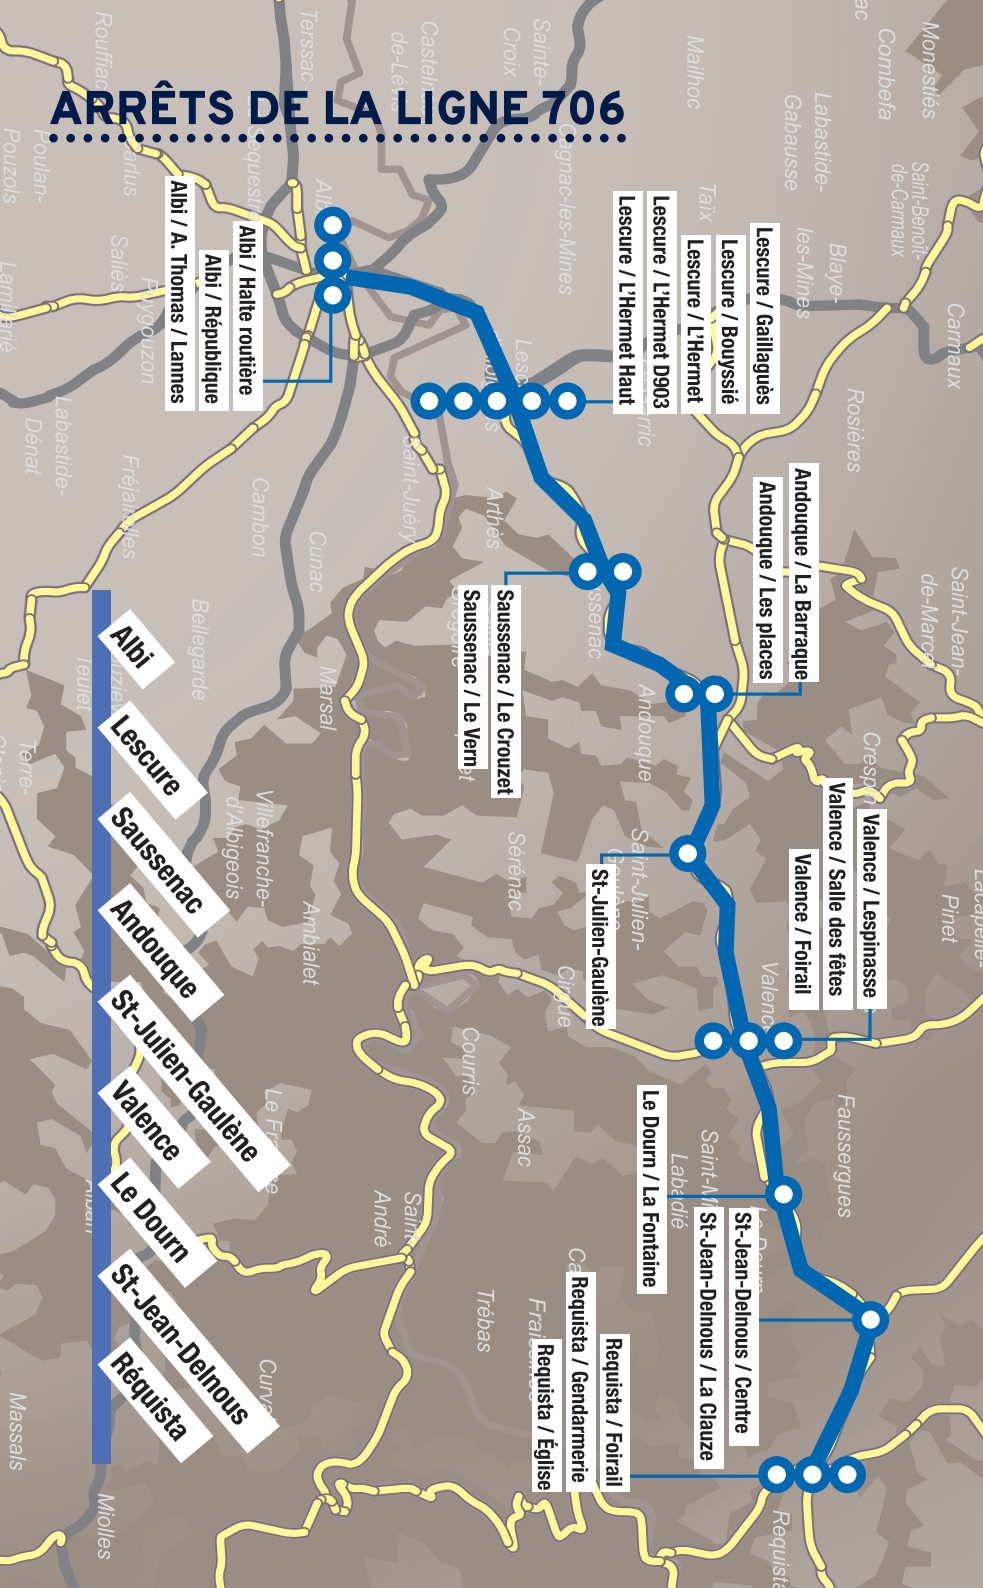 ARRÊTS DE LA LIGNE 706
Albi / Halte routière
Albi / République
Albi / A. Thomas / Lannes
Lescure / Gaillaguès
Lescure / Bouyssié
Lescure / L'Hermet
Lescure / L'Hermet D903
Lescure / L'Hermet Haut
Andouque / La Barraque
Andouque / Les places
Saussenac / Le Crouzet
Saussenac / Le Vern
St-Julien-Gaulène
Valence / Lespinasse
Valence / Salle des fêtes
Valence / Foirail
Le Dourn / La Fontaine
St-Jean-Delnous / Centre
St-Jean-Delnous / La Clauze
Requista / Foirail
Requista / Gendarmerie
Requista / Église
Albi
Lescure
Saussenac
Andouque
St-Julien-Gaulène
Valence
Le Dourn
St-Jean-Delnous
Réquista
Monestiés
Combefa
Mailhoc
Sainte-
Croix
Terssac
Labastide-
Gabausse
Saint-Benoît-
de-Carmaux
Taïx
Cagnac-les-Mines
Poulan-
Pouzols
Blaye-
les-Mines
Carmaux
Saliès
Puygouzon
Rosières
Labastide-
Dénat
Fréjairolles
Cambon
Cunac
Saint-Juéry
Arthès
Saint-Jean-
de-Marcel
Bellegarde
Marsal
Andouque
Crespin
Villefranche-
d'Albigeois
Ambalet
Sérénac
Saint-Julien-
Gaulène
Pinet
Cirgue
Courris
Assac
Faussergues
Labadié
Saint-
André
Trébas
Massals
Miolles
Requista